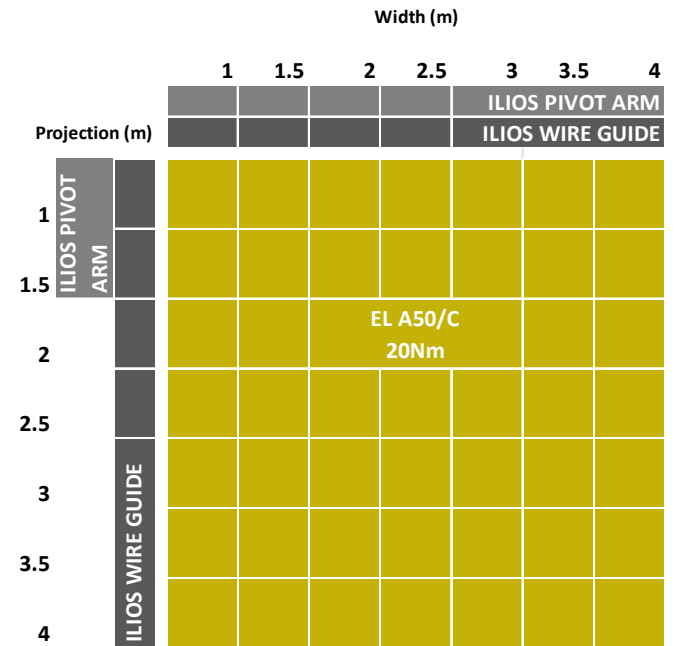 Width (m)
1 1.5 2 2.5 3 3.5 4
ILIOS PIVOT ARM
Projection (m)
ILIOS WIRE GUIDE
ILIOS PIVOT
ARM
1
1.5
EL A50/C
20Nm
2
2.5
ILIOS WIRE GUIDE
3
3.5
4